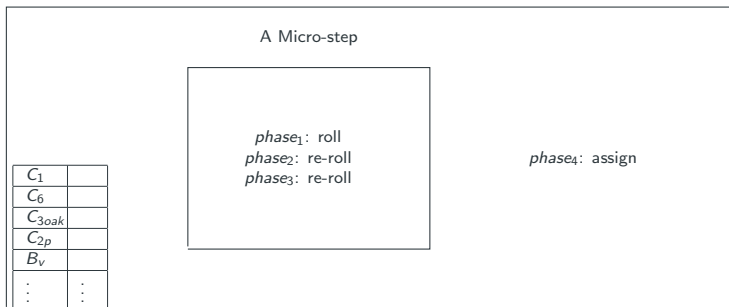 A Micro-step
phase₁: roll
phase₂: re-roll
phase₃: re-roll
phase₄: assign
C₁
C₆
C₃ₒₐₖ
C₂ₚ
Bᵥ
⋮ ⋮